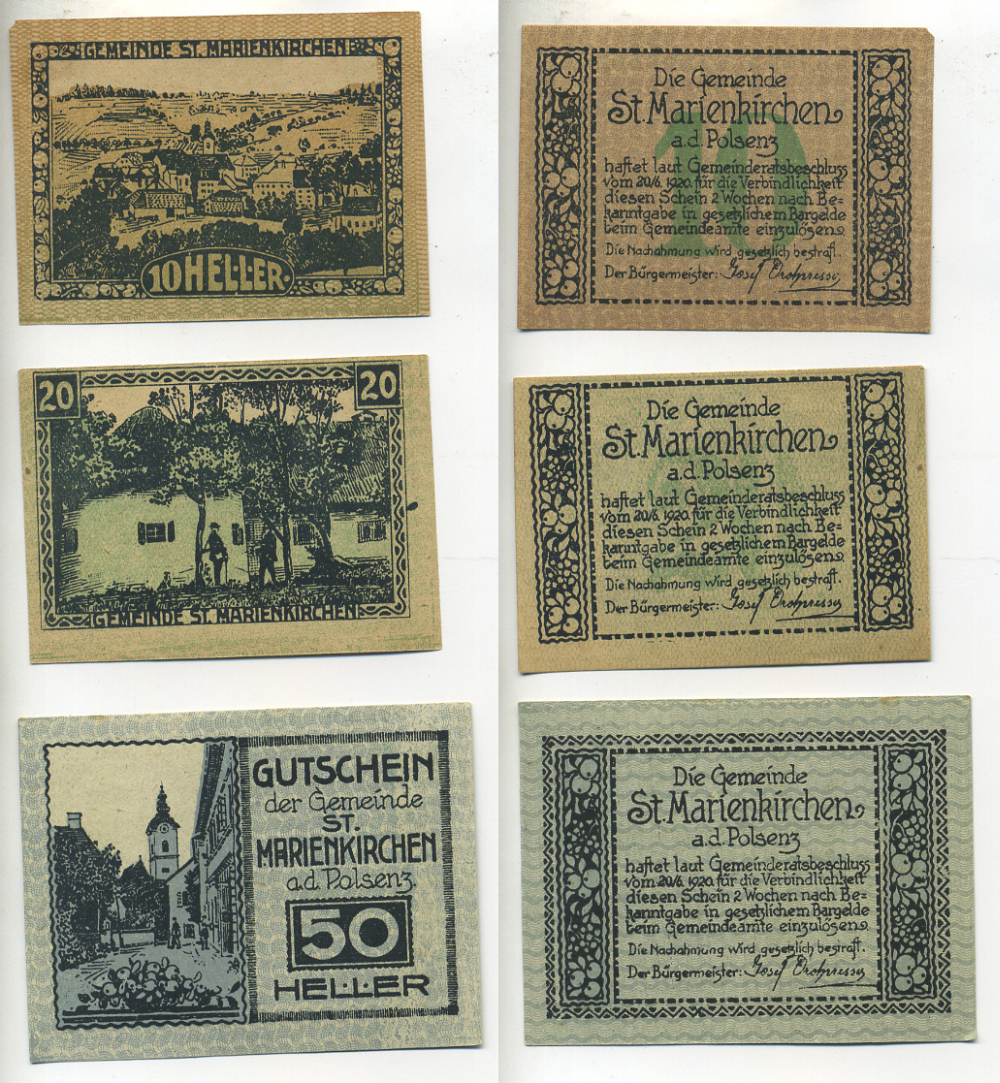 GEMEINDE ST. MARIENKIRCHEN
10 HELLER
Die Gemeinde
St. Marienkirchen
a.d. Polsenz
haftet laut Gemeinderatsbeschluss
vom 20/6. 1920. für die Verbindlichkeit
diesen Schein 2 Wochen nach Be=
kanntgabe in gesetzlichem Bargelde
beim Gemeindeamte einzulösen.
Die Nachahmung wird gesetzlich bestraft.
Der Bürgermeister: Josef
20 20
GEMEINDE ST. MARIENKIRCHEN
Die Gemeinde
St. Marienkirchen
a.d. Polsenz
haftet laut Gemeinderatsbeschluss
vom 20/6. 1920. für die Verbindlichkeit
diesen Schein 2 Wochen nach Be=
kanntgabe in gesetzlichem Bargelde
beim Gemeindeamte einzulösen.
Die Nachahmung wird gesetzlich bestraft.
Der Bürgermeister: Josef
GUTSCHEIN
der Gemeinde
ST.
MARIENKIRCHEN
a.d. Polsenz.
50
HELLER
Die Gemeinde
St. Marienkirchen
a.d. Polsenz
haftet laut Gemeinderatsbeschluss
vom 20/6. 1920. für die Verbindlichkeit
diesen Schein 2 Wochen nach Be=
kanntgabe in gesetzlichem Bargelde
beim Gemeindeamte einzulösen.
Die Nachahmung wird gesetzlich bestraft.
Der Bürgermeister: Josef